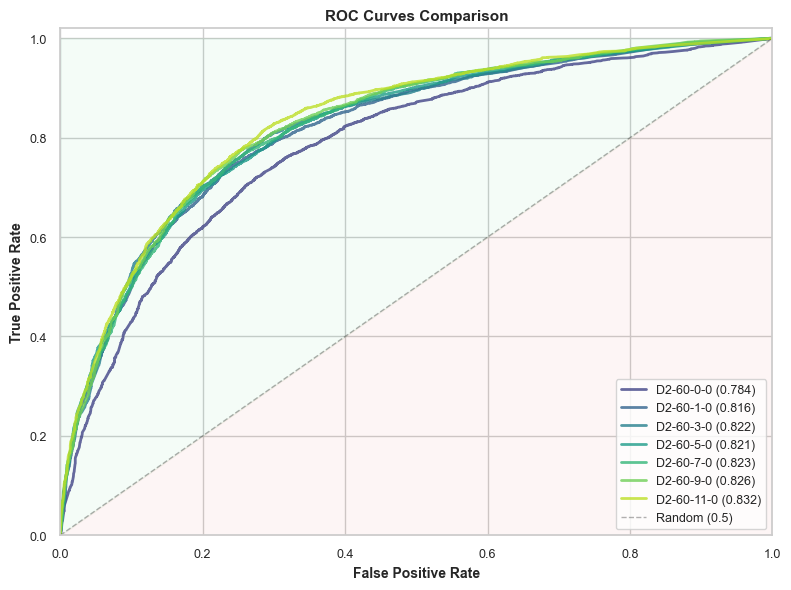 ROC Curves Comparison
True Positive Rate
1.0
0.8
0.6
0.4
0.2
0.0
0.0
0.2
0.4
0.6
0.8
1.0
False Positive Rate
D2-60-0-0 (0.784)
D2-60-1-0 (0.816)
D2-60-3-0 (0.822)
D2-60-5-0 (0.821)
D2-60-7-0 (0.823)
D2-60-9-0 (0.826)
D2-60-11-0 (0.832)
Random (0.5)